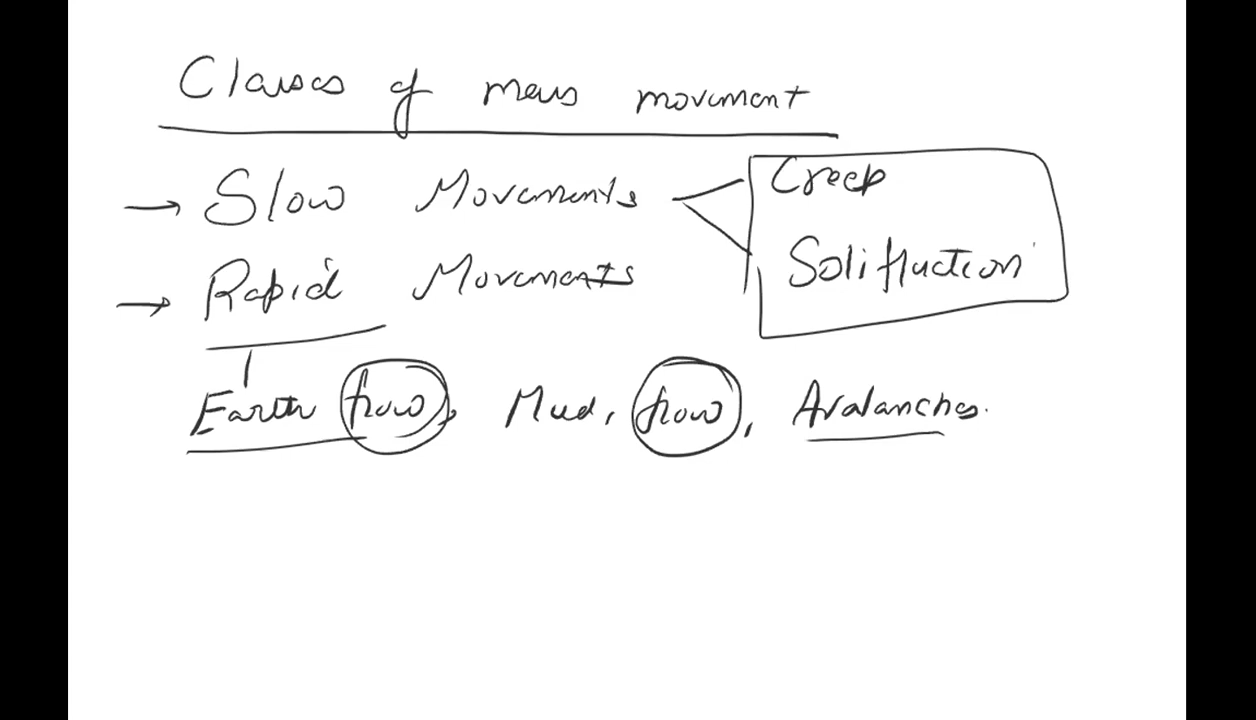 Classes of mass movement
→ Slow Movements
Creep
Solifluction
→ Rapid Movements
Earth flow, Mud, flow, Avalanches.